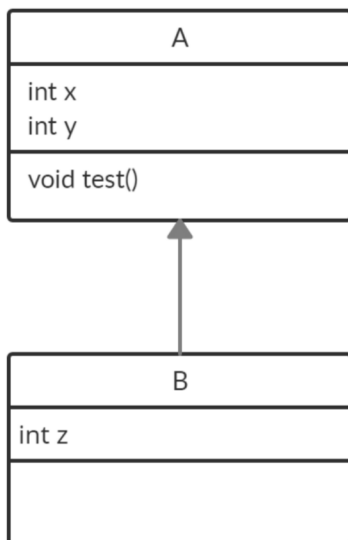 A
int x
int y
void test()
B
int z